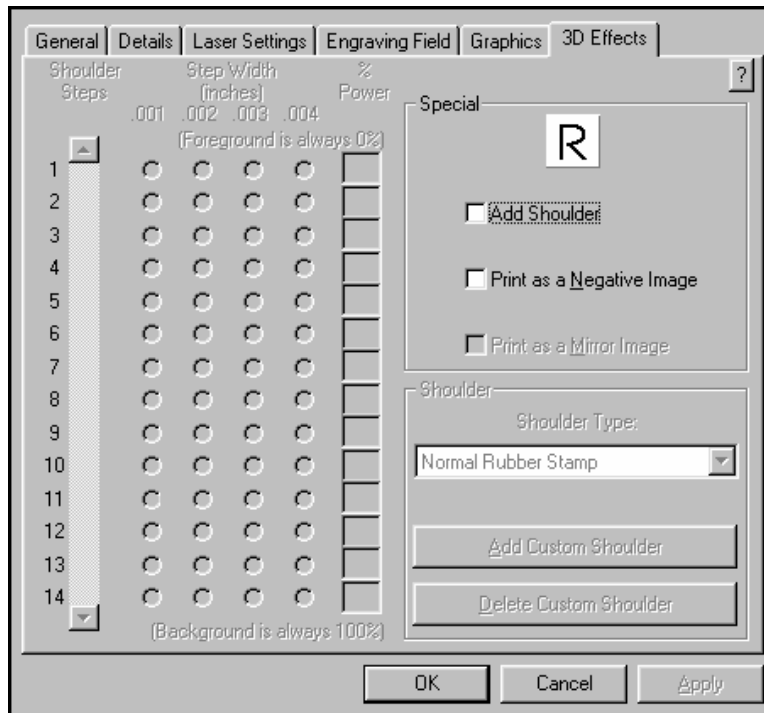 General Details Laser Settings Engraving Field Graphics 3D Effects
?
Shoulder Step Width %
Steps (inches) Power
.001 .002 .003 .004
(Foreground is always 0%)
1
2
3
4
5
6
7
8
9
10
11
12
13
14
(Background is always 100%)
Special
R
Add Shoulder
Print as a Negative Image
Print as a Mirror Image
Shoulder
Shoulder Type:
Normal Rubber Stamp
Add Custom Shoulder
Delete Custom Shoulder
OK Cancel Apply